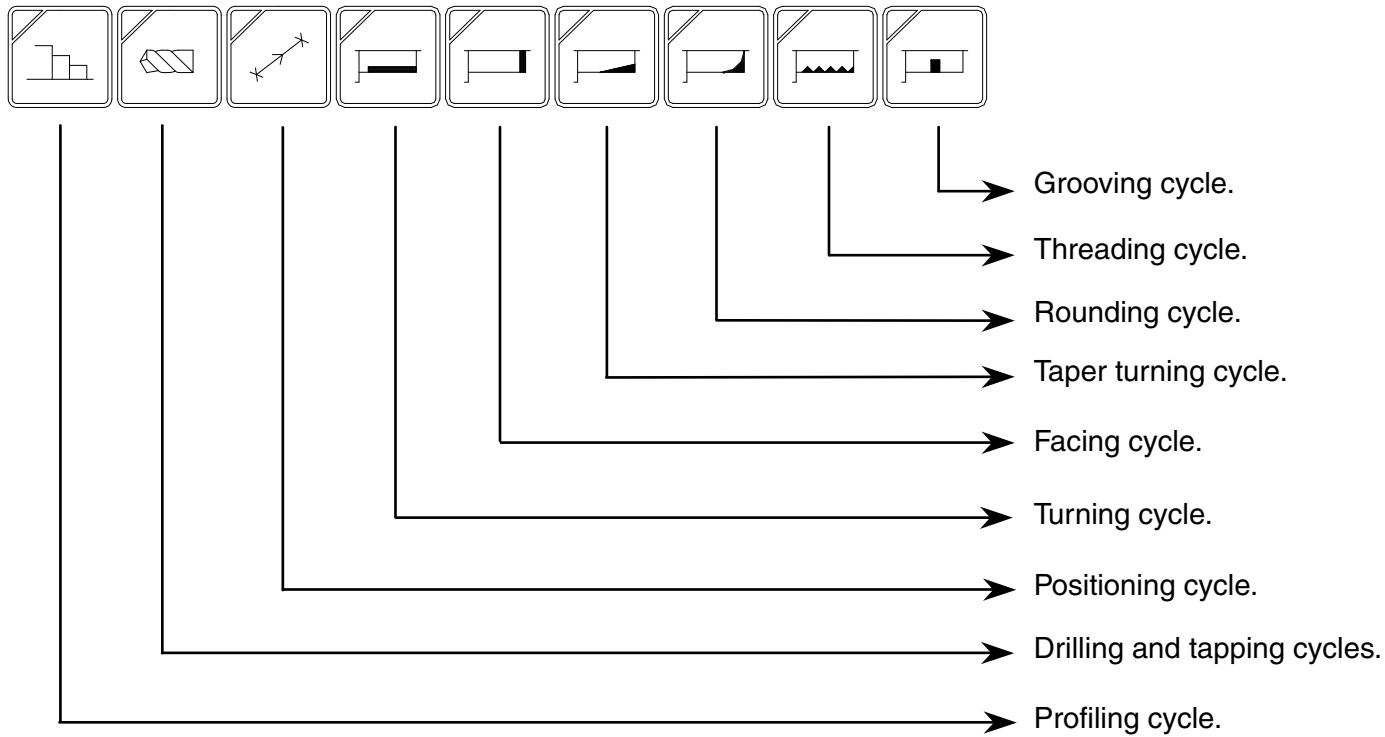 Grooving cycle.
Threading cycle.
Rounding cycle.
Taper turning cycle.
Facing cycle.
Turning cycle.
Positioning cycle.
Drilling and tapping cycles.
Profiling cycle.